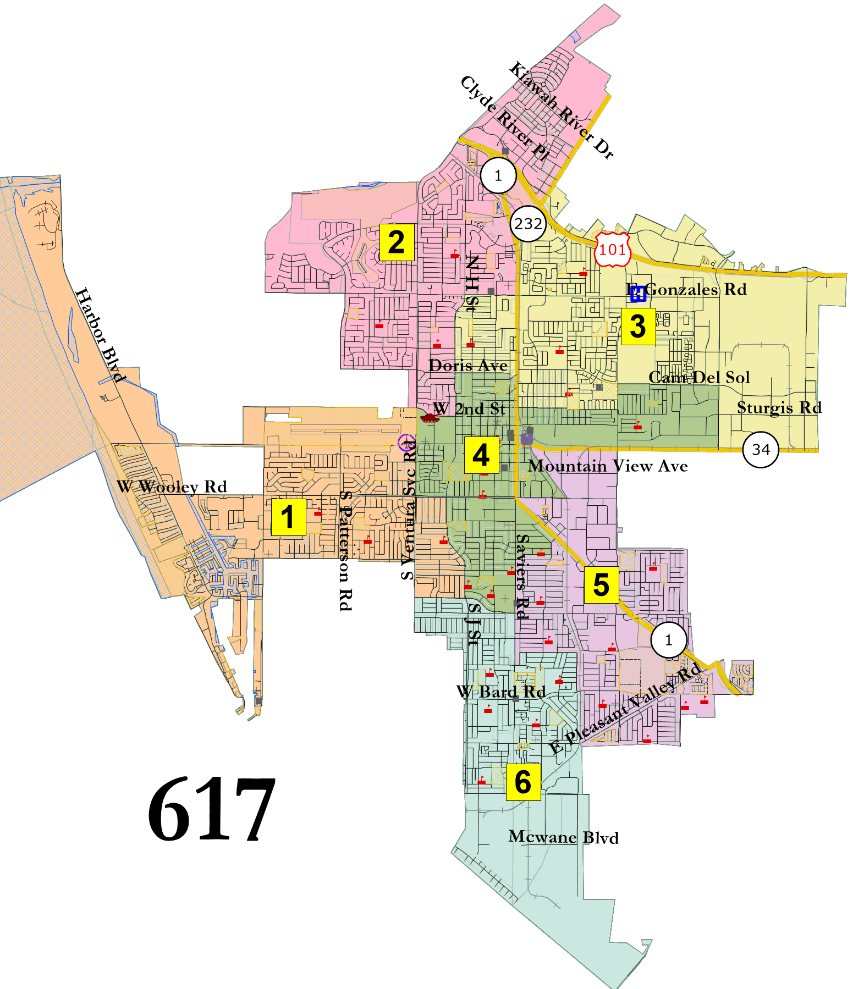 Kiawah River Dr
Clyde River Pl
1
232
101
2
N H St
E Gonzales Rd
3
Harbor Blvd
Doris Ave
Cam Del Sol
W 2nd St
Sturgis Rd
4
34
Mountain View Ave
W Wooley Rd
S Ventura Svc Rd
1
S Patterson Rd
Saviers Rd
5
S J St
1
W Bard Rd
E Pleasant Valley Rd
6
617
Mcwane Blvd